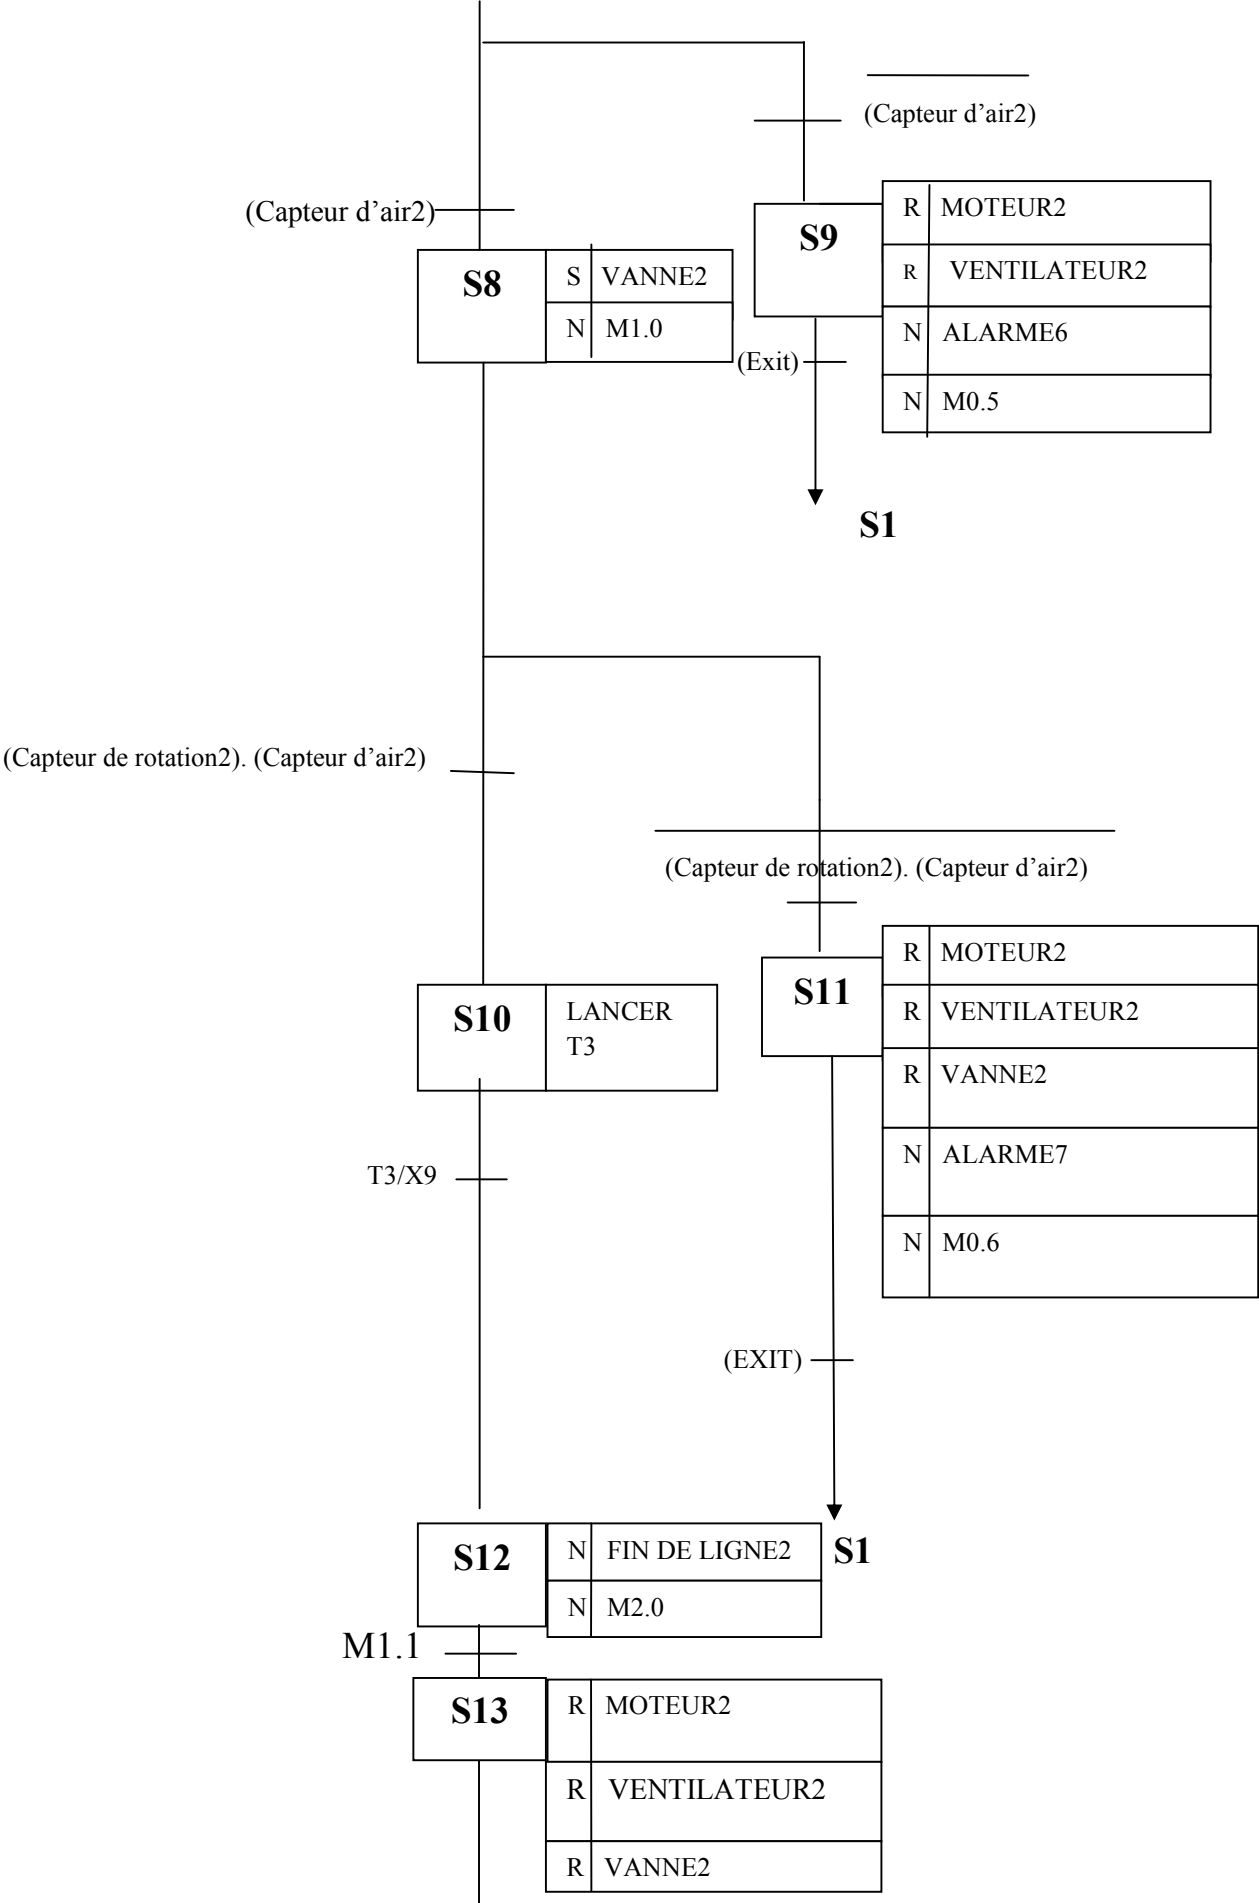 (Capteur d’air2)
(Capteur d’air2)
S9
R MOTEUR2
R VENTILATEUR2
N ALARME6
N M0.5
S8
S VANNE2
N M1.0
(Exit)
S1
(Capteur de rotation2). (Capteur d’air2)
(Capteur de rotation2). (Capteur d’air2)
S11
R MOTEUR2
R VENTILATEUR2
R VANNE2
N ALARME7
N M0.6
S10
LANCER
T3
T3/X9
(EXIT)
S1
S12
N FIN DE LIGNE2
N M2.0
M1.1
S13
R MOTEUR2
R VENTILATEUR2
R VANNE2